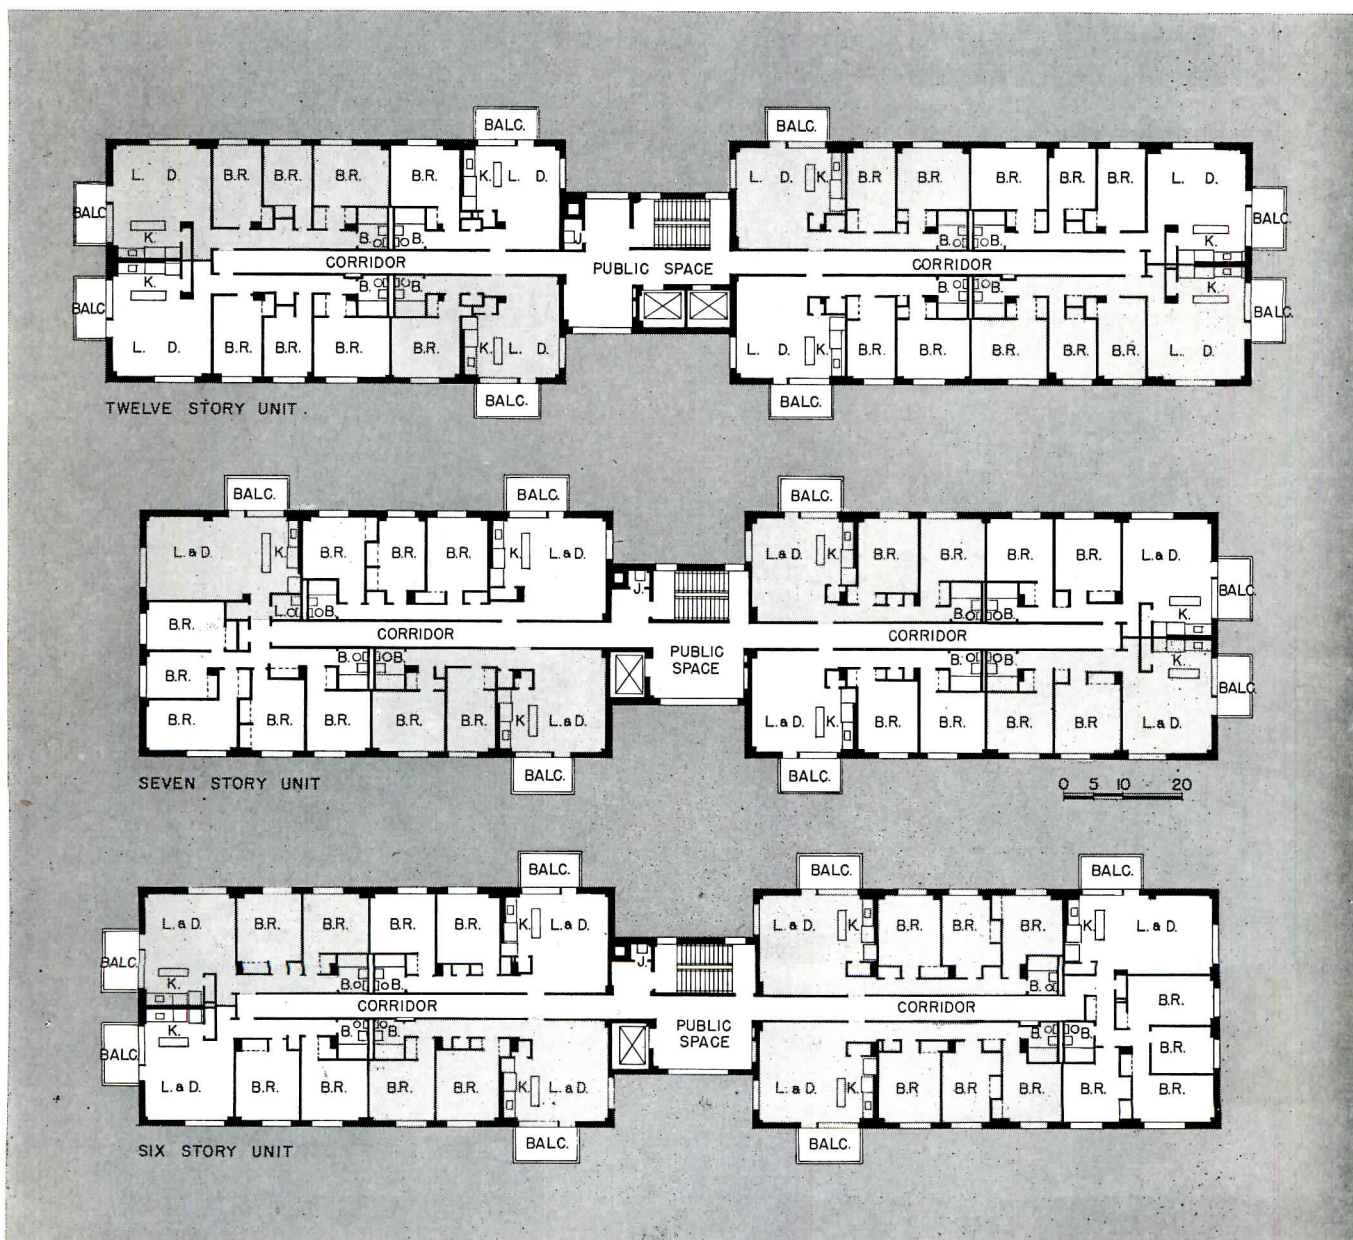 BALC. BALC.
L. D. B.R. B.R. B.R. B.R. K. L. D. L. D. K. B.R B.R. B.R. B.R. B.R. L. D.
BALC. BALC.
K. B. B. B. B. K.
CORRIDOR PUBLIC SPACE CORRIDOR
K. B. B. B. B. K.
BALC. BALC.
L. D. B.R. B.R. B.R. B.R. K. L. D. L. D. K. B.R. B.R. B.R. B.R. B.R. L. D.
BALC. BALC.
TWELVE STORY UNIT.
BALC. BALC. BALC.
L. & D. K. B.R. B.R. B.R. K. L. & D. L. & D. K. B.R. B.R. B.R. B.R. L. & D.
J. BALC.
L. B. B. B. K.
B.R. CORRIDOR CORRIDOR
PUBLIC
SPACE
B. B. B. B. K.
B.R. BALC.
B.R. B.R. B.R. B.R. B.R. K. L. & D. L. & D. K. B.R. B.R. B.R. B.R L. & D.
BALC. BALC.
SEVEN STORY UNIT
0 5 10 20
BALC. BALC. BALC.
L. & D. B.R. B.R. B.R. B.R. K. L. & D. L. & D. K. B.R. B.R. B.R. K. L. & D.
BALC. J.
K. B. B. B.
B.R.
CORRIDOR CORRIDOR
PUBLIC
SPACE
K. B. B. B. B.
BALC. B.R.
L. & D. B.R. B.R. B.R. B.R. K. L. & D. L. & D. K. B.R B.R. B.R. B.R. B.R.
BALC. BALC.
SIX STORY UNIT